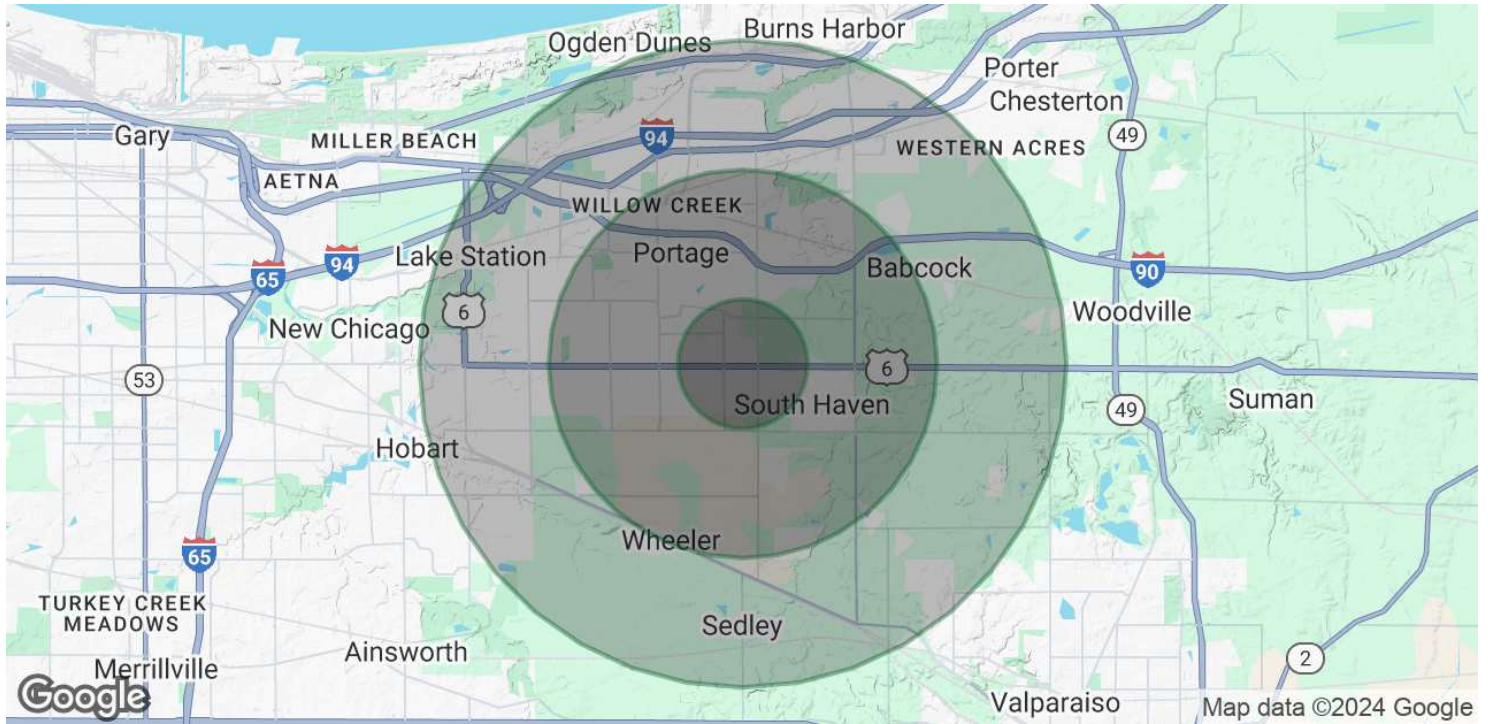 Burns Harbor
Ogden Dunes
Porter
Chesterton
Gary
MILLER BEACH
94
49
WESTERN ACRES
AETNA
WILLOW CREEK
Portage
Lake Station
94
65
Babcock
90
Woodville
6
New Chicago
53
6
South Haven
49
Suman
Hobart
Wheeler
65
TURKEY CREEK
MEADOWS
Sedley
Ainsworth
2
Merrillville
Google
Valparaiso
Map data ©2024 Google